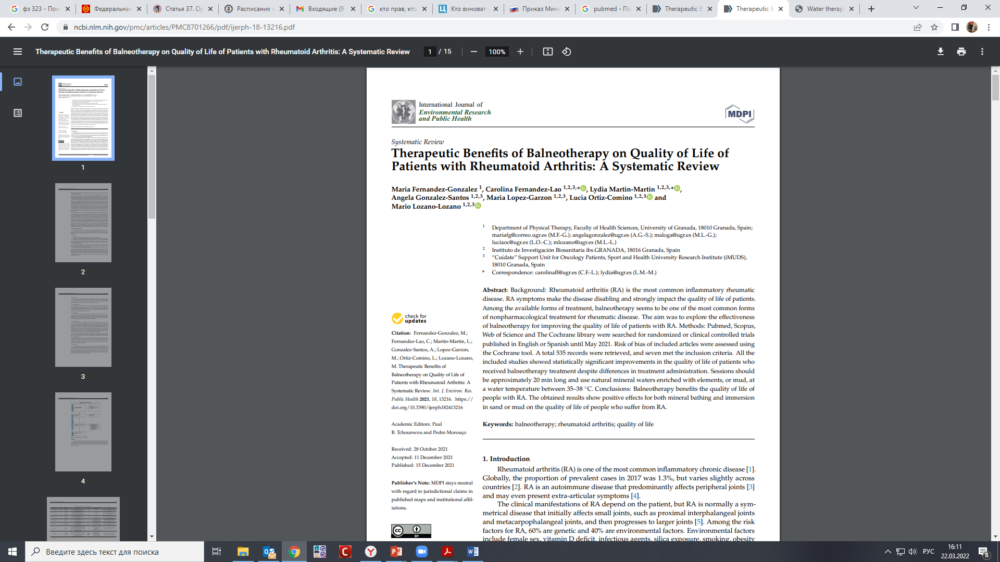 фз 323 - Пои
Федеральная
Статья 37. Ор
Расписание
Входящие (9
кто прав, кто
Кто виноват
Приказ Мин
pubmed - По
Therapeutic B
Therapeutic B
Water therap
ncbi.nlm.nih.gov/pmc/articles/PMC8701266/pdf/ijerph-18-13216.pdf
Therapeutic Benefits of Balneotherapy on Quality of Life of Patients with Rheumatoid Arthritis: A Systematic Review
1 / 15
100%
1
2
3
4
International Journal of
Environmental Research
and Public Health
MDPI
Systematic Review
Therapeutic Benefits of Balneotherapy on Quality of Life of
Patients with Rheumatoid Arthritis: A Systematic Review
Maria Fernandez-Gonzalez 1, Carolina Fernandez-Lao 1,2,3,*, Lydia Martin-Martin 1,2,3,*,
Angela Gonzalez-Santos 1,2,3, Maria Lopez-Garzon 1,2,3, Lucia Ortiz-Comino 1,2,3 and
Mario Lozano-Lozano 1,2,3
1 Department of Physical Therapy, Faculty of Health Sciences, University of Granada, 18010 Granada, Spain;
mariafg@correo.ugr.es (M.F.-G.); angelagonzalez@ugr.es (A.G.-S.); maloga@ugr.es (M.L.-G.);
luciaoc@ugr.es (L.O.-C.); mlozano@ugr.es (M.L.-L.)
2 Instituto de Investigación Biosanitaria ibs.GRANADA, 18016 Granada, Spain
3 “Cuídate” Support Unit for Oncology Patients, Sport and Health University Research Institute (iMUDS),
18010 Granada, Spain
* Correspondence: carolinafl@ugr.es (C.F.-L.); lydia@ugr.es (L.M.-M.)
Abstract: Background: Rheumatoid arthritis (RA) is the most common inflammatory rheumatic
disease. RA symptoms make the disease disabling and strongly impact the quality of life of patients.
Among the available forms of treatment, balneotherapy seems to be one of the most common forms
of nonpharmacological treatment for rheumatic disease. The aim was to explore the effectiveness
of balneotherapy for improving the quality of life of patients with RA. Methods: Pubmed, Scopus,
Web of Science and The Cochrane library were searched for randomized or clinical controlled trials
published in English or Spanish until May 2021. Risk of bias of included articles were assessed using
the Cochrane tool. A total 535 records were retrieved, and seven met the inclusion criteria. All the
included studies showed statistically significant improvements in the quality of life of patients who
received balneotherapy treatment despite differences in treatment administration. Sessions should
be approximately 20 min long and use natural mineral waters enriched with elements, or mud, at
a water temperature between 35–38 °C. Conclusions: Balneotherapy benefits the quality of life of
people with RA. The obtained results show positive effects for both mineral bathing and immersion
in sand or mud on the quality of life of people who suffer from RA.
Keywords: balneotherapy; rheumatoid arthritis; quality of life
check for
updates
Citation: Fernandez-Gonzalez, M.;
Fernandez-Lao, C.; Martin-Martin, L.;
Gonzalez-Santos, A.; Lopez-Garzon,
M.; Ortiz-Comino, L.; Lozano-Lozano,
M. Therapeutic Benefits of
Balneotherapy on Quality of Life of
Patients with Rheumatoid Arthritis: A
Systematic Review. Int. J. Environ. Res.
Public Health 2021, 18, 13216. https://
doi.org/10.3390/ijerph182413216
Academic Editors: Paul
B. Tchounwou and Pedro Morouço
Received: 28 October 2021
Accepted: 11 December 2021
Published: 15 December 2021
Publisher’s Note: MDPI stays neutral
with regard to jurisdictional claims in
published maps and institutional affil-
iations.
CC BY
1. Introduction
Rheumatoid arthritis (RA) is one of the most common inflammatory chronic disease [1].
Globally, the proportion of prevalent cases in 2017 was 1.3%, but varies slightly across
countries [2]. RA is an autoimmune disease that predominantly affects peripheral joints [3]
and may even present extra-articular symptoms [4].
The clinical manifestations of RA depend on the patient, but RA is normally a sym-
metrical disease that initially affects small joints, such as proximal interphalangeal joints
and metacarpophalangeal joints, and then progresses to larger joints [5]. Among the risk
factors for RA, 60% are genetic and 40% are environmental factors. Environmental factors
include female sex, vitamin D deficit, infectious agents, silica exposure, smoking, obesity
Введите здесь текст для поиска
РУС
16:11
22.03.2022
8